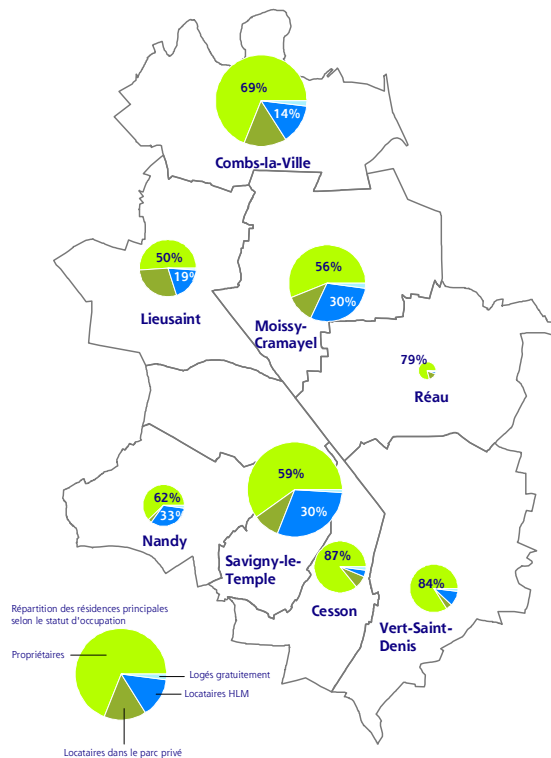 69%
14%
Combs-la-Ville
50%
19%
Lieusaint
56%
30%
Moissy-
Cramayel
79%
Réau
62%
33%
Nandy
59%
30%
Savigny-le-
Temple
87%
Cesson
84%
Vert-Saint-
Denis
Répartition des résidences principales
selon le statut d'occupation
Propriétaires
Logés gratuitement
Locataires HLM
Locataires dans le parc privé